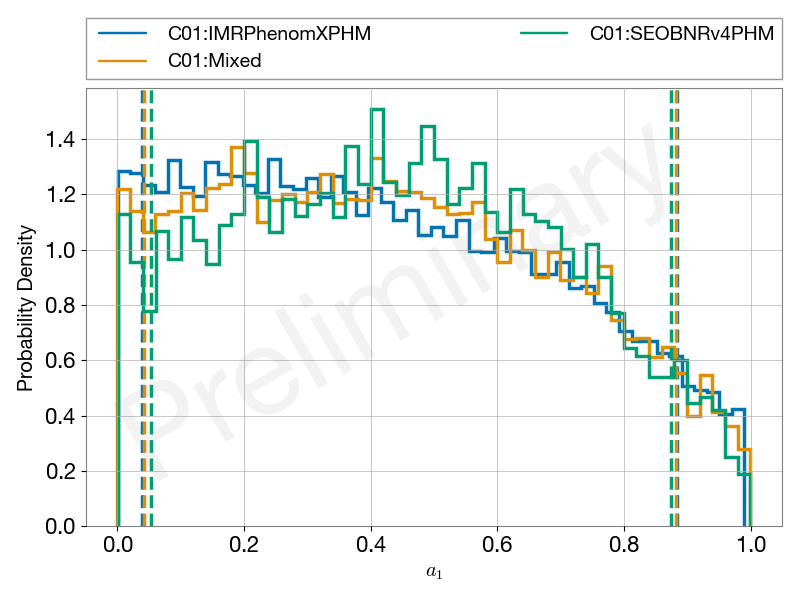 C01:IMRPhenomXPHM
C01:Mixed
C01:SEOBNRv4PHM
Probability Density
1.4
1.2
1.0
0.8
0.6
0.4
0.2
0.0
Preliminary
0.0 0.2 0.4 0.6 0.8 1.0
a₁